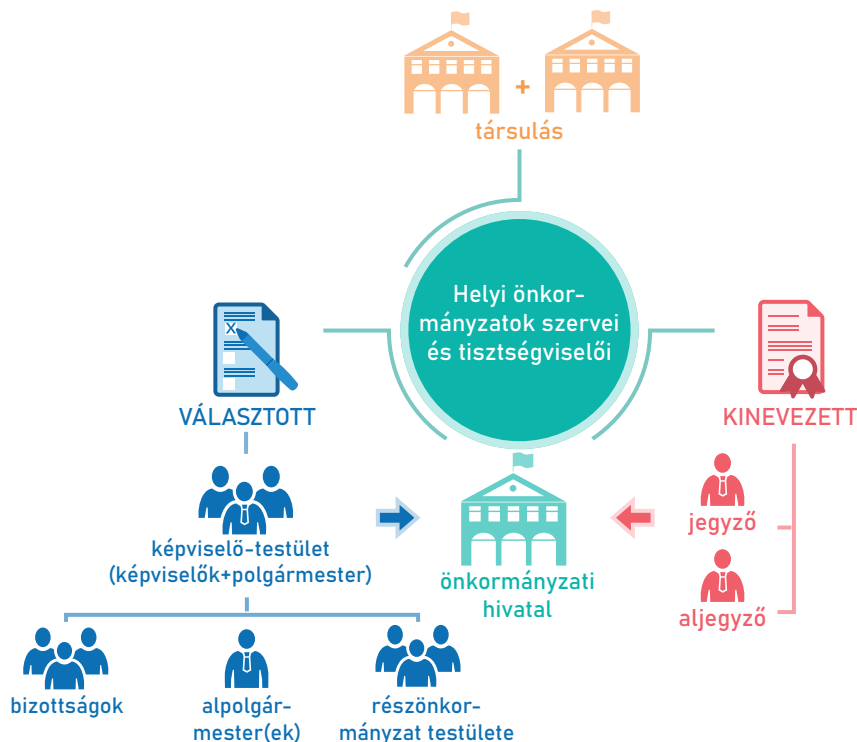 +
társulás
Helyi önkor-
mányzatok szervei
és tisztségviselői
X
VÁLASZTOTT
KINEVEZETT
képviselő-testület
(képviselők+polgármester)
önkormányzati
hivatal
jegyző
aljegyző
bizottságok
alpolgár-
mester(ek)
részönkor-
mányzat testülete